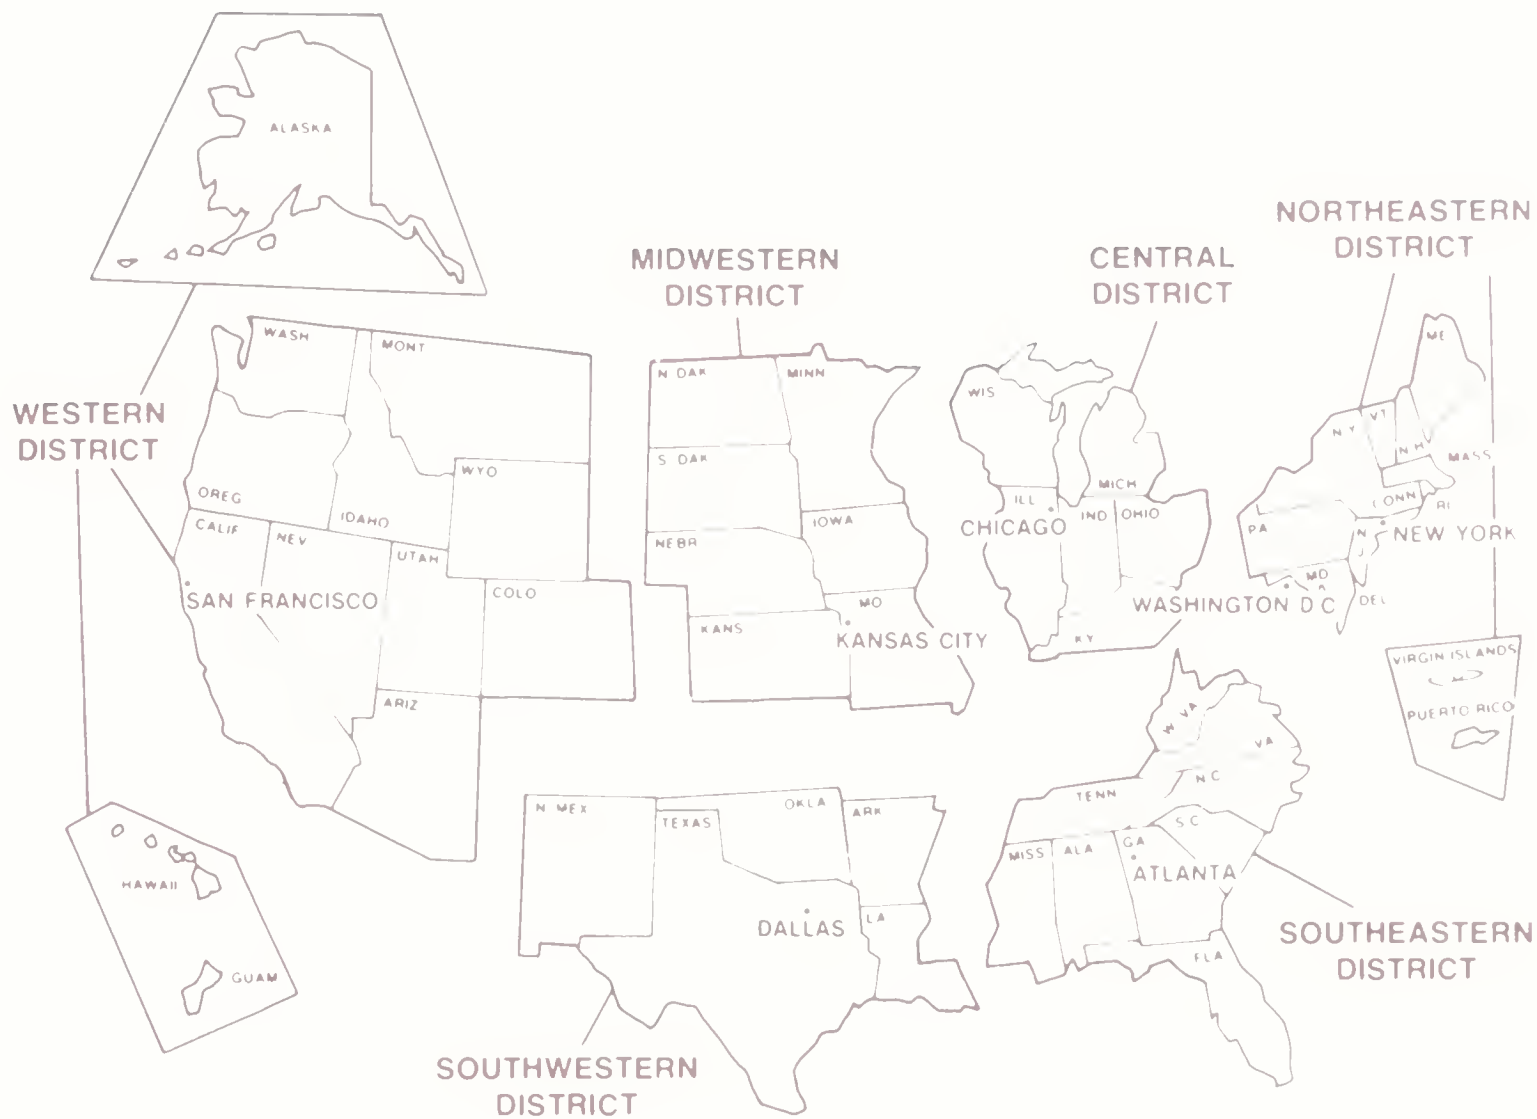 ALASKA
NORTHEASTERN
DISTRICT
MIDWESTERN
DISTRICT
CENTRAL
DISTRICT
WESTERN
DISTRICT
WASH
MONT
OREG
IDAHO
WYO
CALIF
NEV
UTAH
COLO
SAN FRANCISCO
ARIZ
HAWAII
GUAM
N DAK
MINN
S DAK
IOWA
NEBR
MO
KANS
KANSAS CITY
WIS
MICH
ILL
IND
OHIO
CHICAGO
KY
ME
VT
N Y
N H
MASS
CONN
RI
PA
N
J
NEW YORK
MD
WASHINGTON D C
DEL
VIRGIN ISLANDS
PUERTO RICO
W VA
VA
N C
TENN
S C
MISS
ALA
GA
ATLANTA
FLA
SOUTHEASTERN
DISTRICT
N MEX
TEXAS
OKLA
ARK
DALLAS
LA
SOUTHWESTERN
DISTRICT